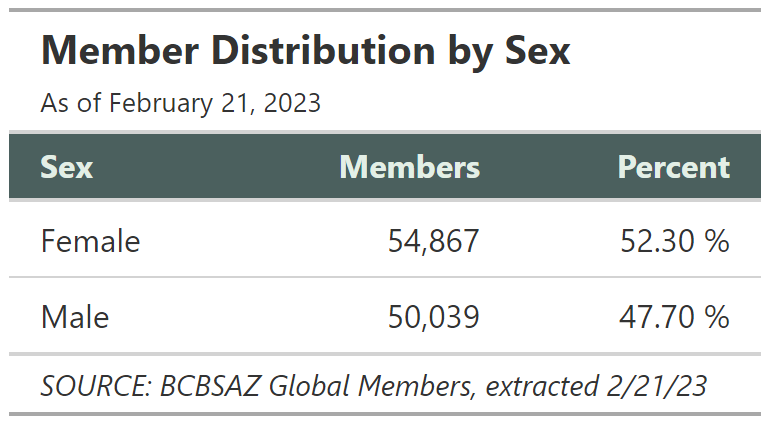 Member Distribution by Sex
As of February 21, 2023
Sex Members Percent
Female 54,867 52.30 %
Male 50,039 47.70 %
SOURCE: BCBSAZ Global Members, extracted 2/21/23